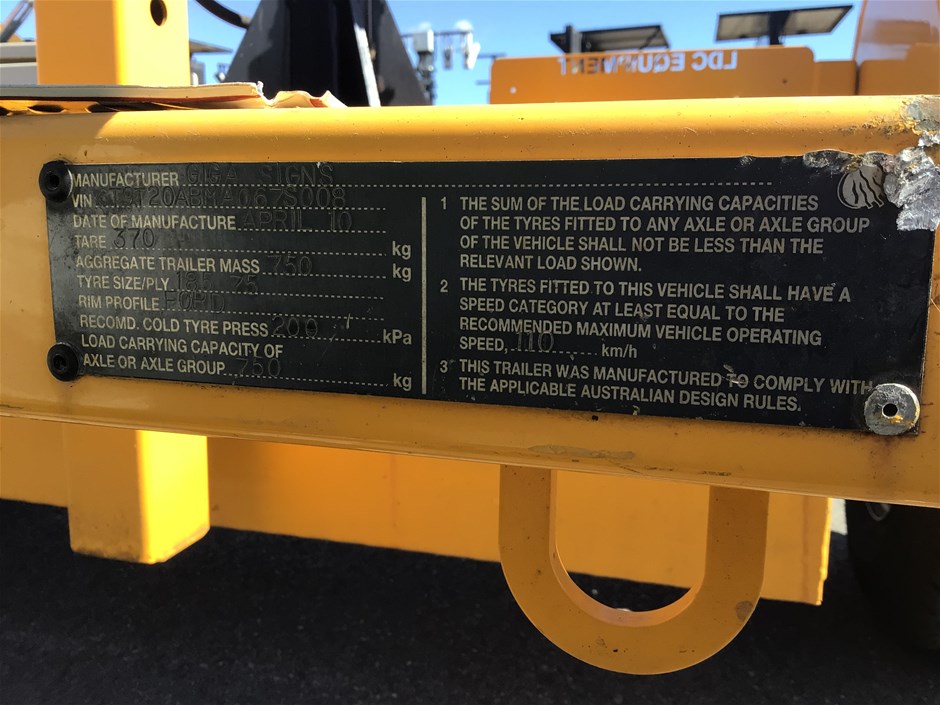 LDC EQUIPMENT
MANUFACTURER SIGNS
VIN
DATE OF MANUFACTURE APRIL 10
TARE 370 kg
AGGREGATE TRAILER MASS 750 kg
TYRE SIZE/PLY
RIM PROFILE FORD
RECOMD. COLD TYRE PRESS 200 kPa
LOAD CARRYING CAPACITY OF
AXLE OR AXLE GROUP 750 kg
1 THE SUM OF THE LOAD CARRYING CAPACITIES
OF THE TYRES FITTED TO ANY AXLE OR AXLE GROUP
OF THE VEHICLE SHALL NOT BE LESS THAN THE
RELEVANT LOAD SHOWN.
2 THE TYRES FITTED TO THIS VEHICLE SHALL HAVE A
SPEED CATEGORY AT LEAST EQUAL TO THE
RECOMMENDED MAXIMUM VEHICLE OPERATING
SPEED, 110 km/h
3 THIS TRAILER WAS MANUFACTURED TO COMPLY WITH
THE APPLICABLE AUSTRALIAN DESIGN RULES.